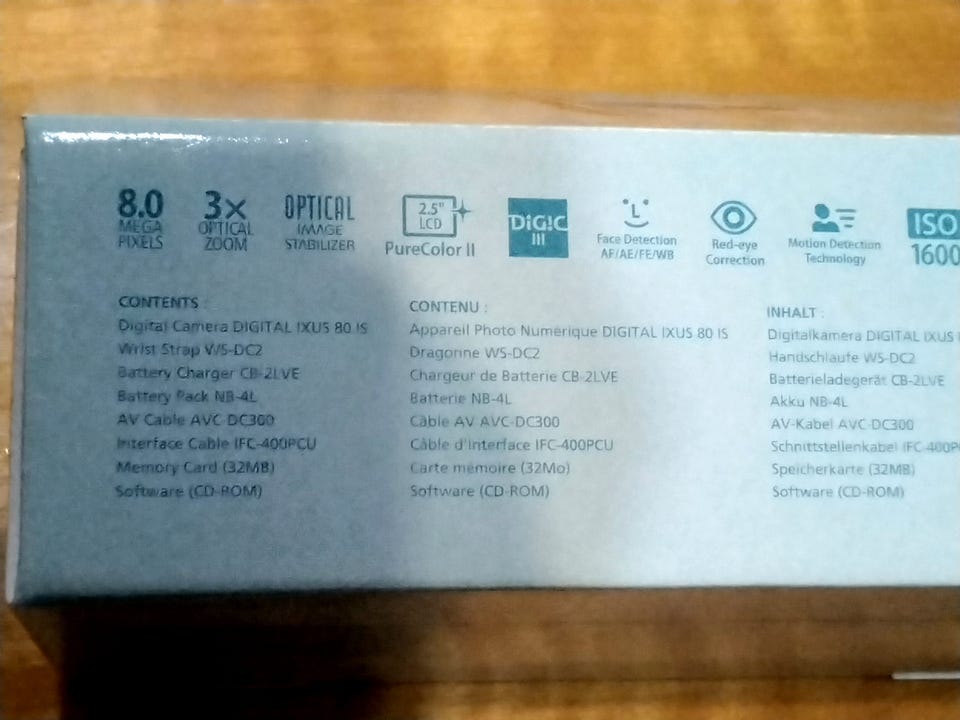 8.0
MEGA
PIXELS
3x
OPTICAL
ZOOM
OPTICAL
IMAGE
STABILIZER
2.5"
LCD
PureColor II
DIGIC
III
Face Detection
AF/AE/FE/WB
Red-eye
Correction
Motion Detection
Technology
ISO
1600
CONTENTS :
Digital Camera DIGITAL IXUS 80 IS
Wrist Strap WS-DC2
Battery Charger CB-2LVE
Battery Pack NB-4L
AV Cable AVC-DC300
Interface Cable IFC-400PCU
Memory Card (32MB)
Software (CD-ROM)
CONTENU :
Appareil Photo Numérique DIGITAL IXUS 80 IS
Dragonne WS-DC2
Chargeur de Batterie CB-2LVE
Batterie NB-4L
Câble AV AVC-DC300
Câble d'interface IFC-400PCU
Carte mémoire (32Mo)
Software (CD-ROM)
INHALT :
Digitalkamera DIGITAL IXUS
Handschlaufe WS-DC2
Batterieladegerät CB-2LVE
Akku NB-4L
AV-Kabel AVC-DC300
Schnittstellenkabel IFC-400P
Speicherkarte (32MB)
Software (CD-ROM)